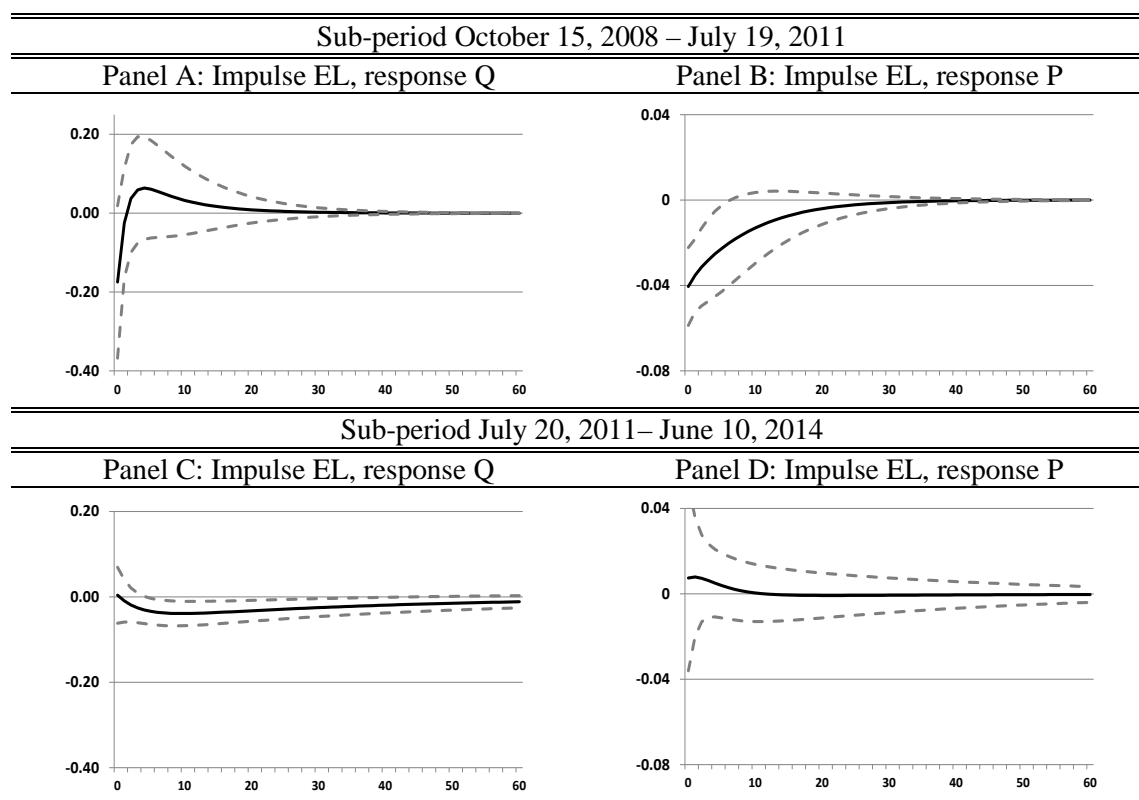 Sub-period October 15, 2008 – July 19, 2011
Panel A: Impulse EL, response Q
Panel B: Impulse EL, response P
0.20
0.00
-0.20
-0.40
0 10 20 30 40 50 60
0.04
0
-0.04
-0.08
0 10 20 30 40 50 60
Sub-period July 20, 2011– June 10, 2014
Panel C: Impulse EL, response Q
Panel D: Impulse EL, response P
0.20
0.00
-0.20
-0.40
0 10 20 30 40 50 60
0.04
0
-0.04
-0.08
0 10 20 30 40 50 60